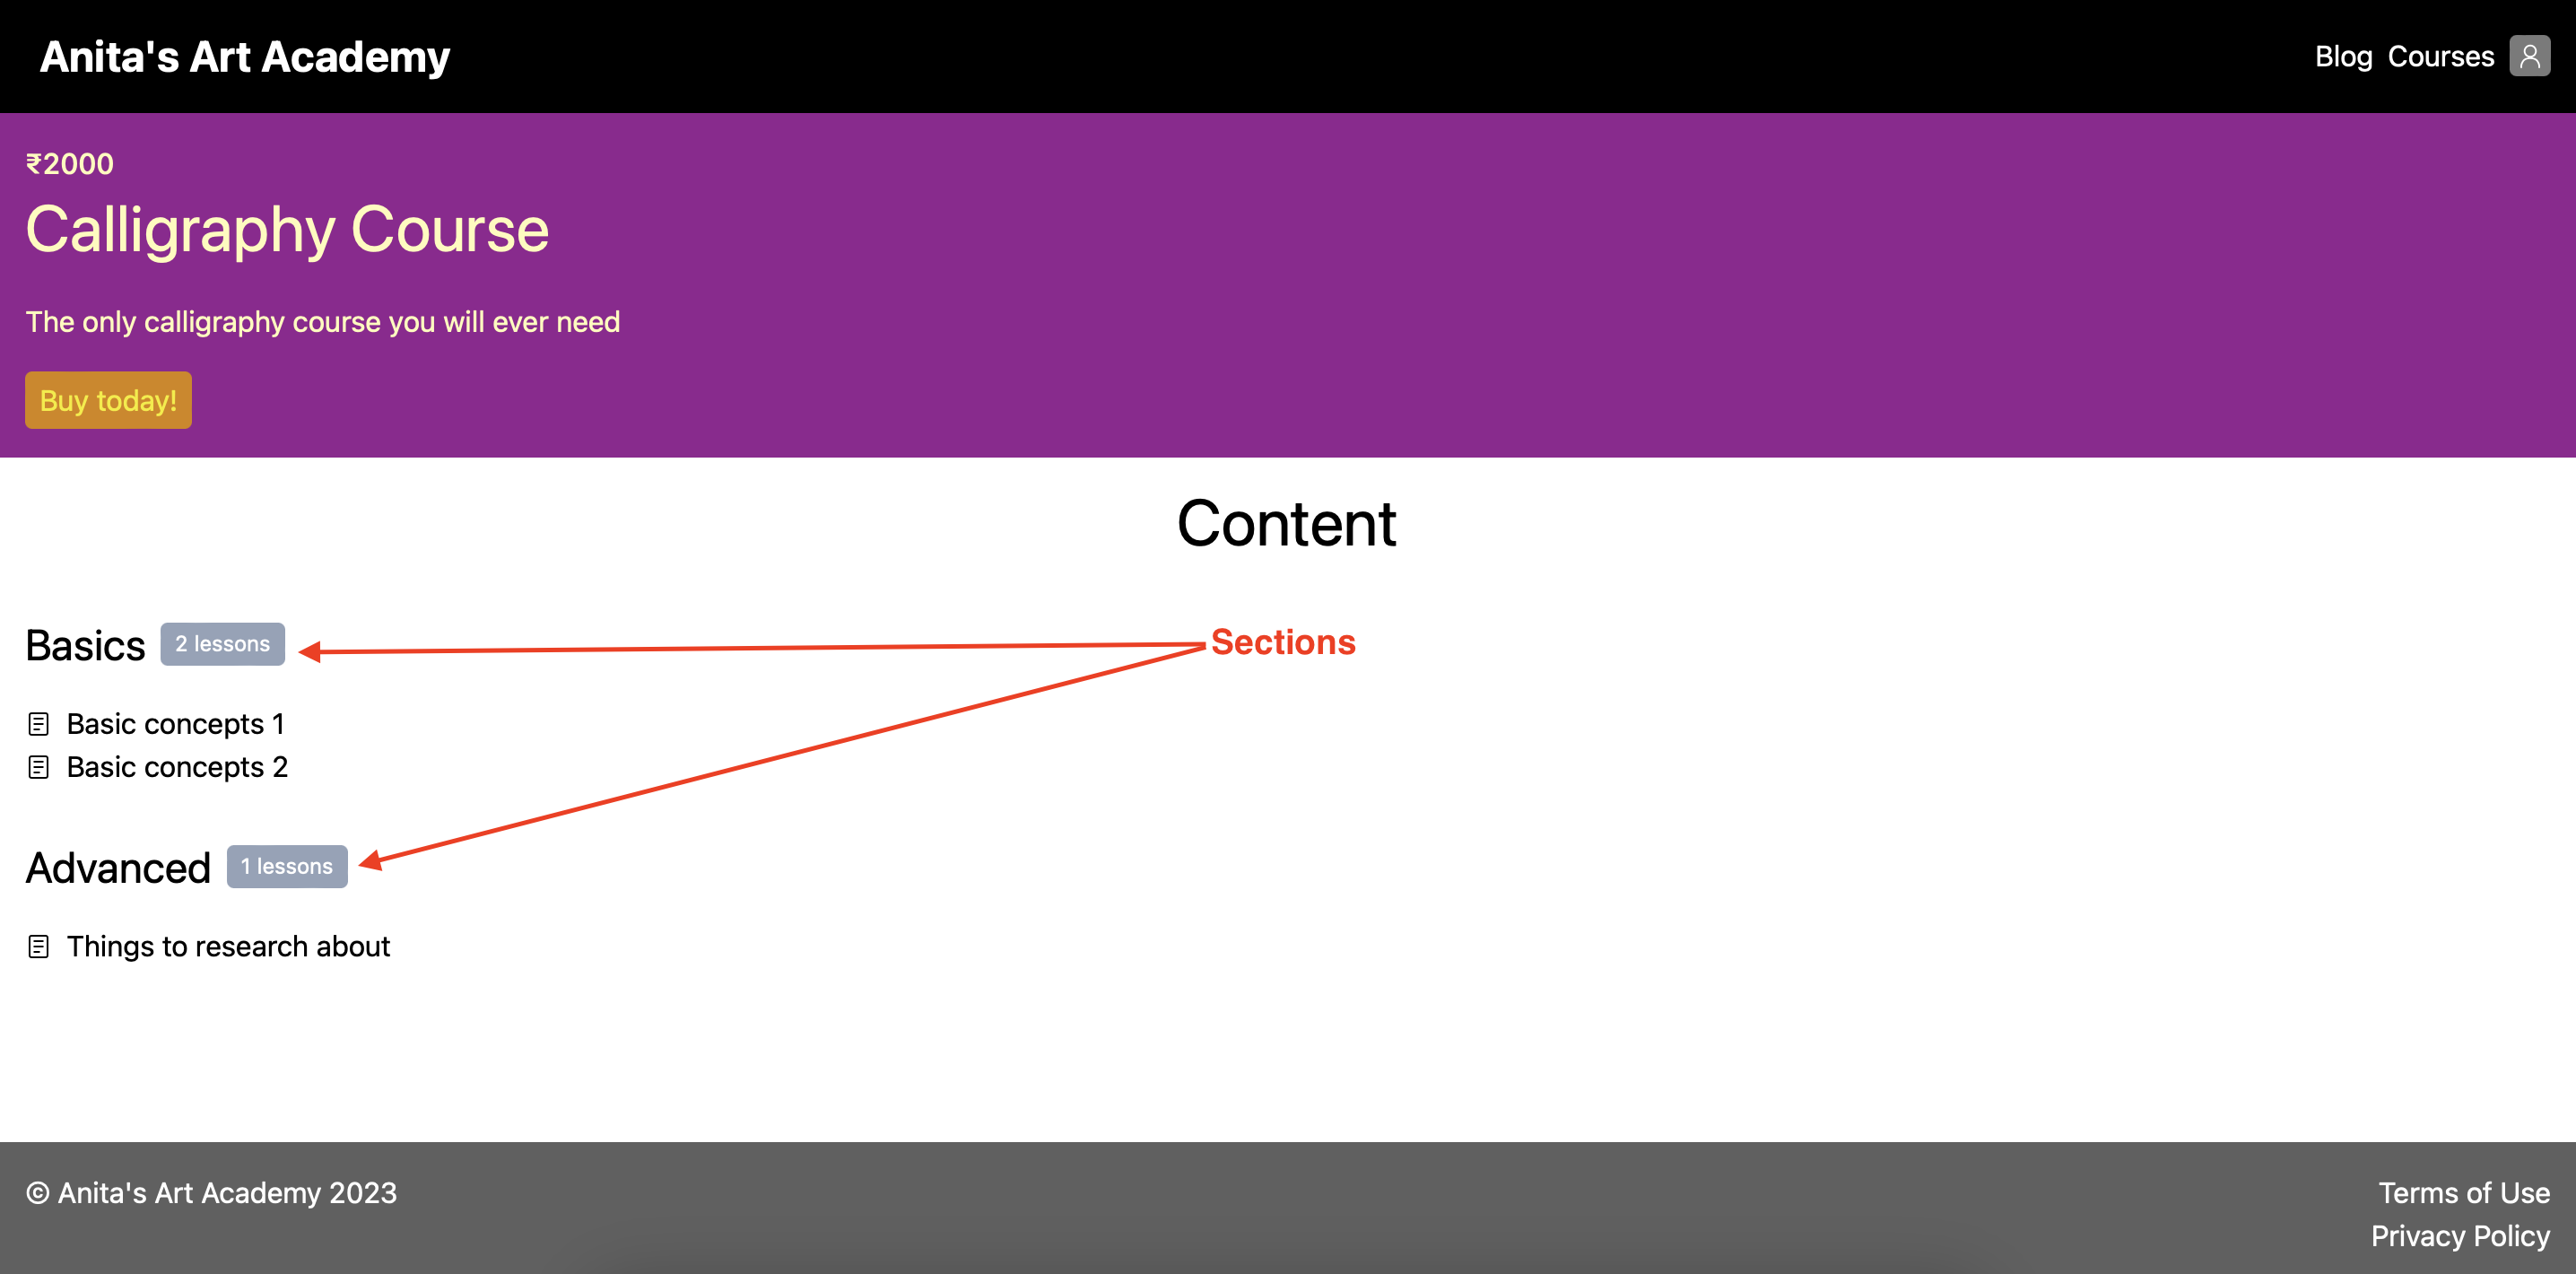 Anita's Art Academy
Blog Courses
₹2000
Calligraphy Course
The only calligraphy course you will ever need
Buy today!
Content
Basics 2 lessons
Sections
Basic concepts 1
Basic concepts 2
Advanced 1 lessons
Things to research about
© Anita's Art Academy 2023
Terms of Use
Privacy Policy